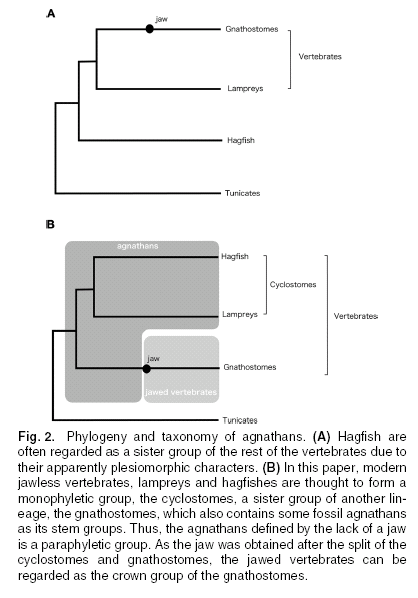 A
jaw
Gnathostomes
Vertebrates
Lampreys
Hagfish
Tunicates
B
agnathans
Hagfish
Cyclostomes
Lampreys
Vertebrates
jaw
Gnathostomes
jawed vertebrates
Tunicates
Fig. 2. Phylogeny and taxonomy of agnathans. (A) Hagfish are
often regarded as a sister group of the rest of the vertebrates due to
their apparently plesiomorphic characters. (B) In this paper, modern
jawless vertebrates, lampreys and hagfishes are thought to form a
monophyletic group, the cyclostomes, a sister group of another lin-
eage, the gnathostomes, which also contains some fossil agnathans
as its stem groups. Thus, the agnathans defined by the lack of a jaw
is a paraphyletic group. As the jaw was obtained after the split of the
cyclostomes and gnathostomes, the jawed vertebrates can be
regarded as the crown group of the gnathostomes.